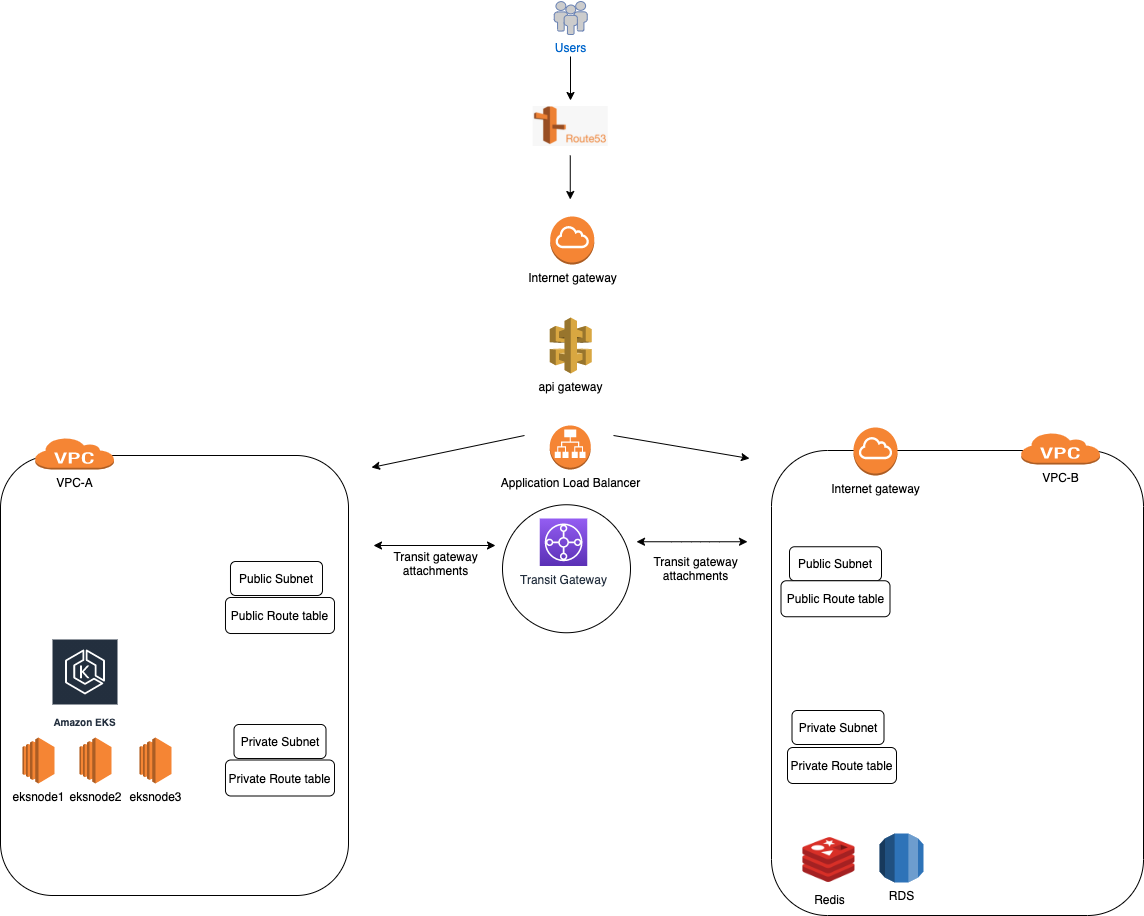 Users
Route53
Internet gateway
api gateway
VPC
VPC-A
Application Load Balancer
Internet gateway
VPC
VPC-B
Transit gateway
attachments
Transit Gateway
Transit gateway
attachments
Public Subnet
Public Route table
Public Subnet
Public Route table
K
Amazon EKS
eksnode1
eksnode2
eksnode3
Private Subnet
Private Route table
Private Subnet
Private Route table
Redis
RDS